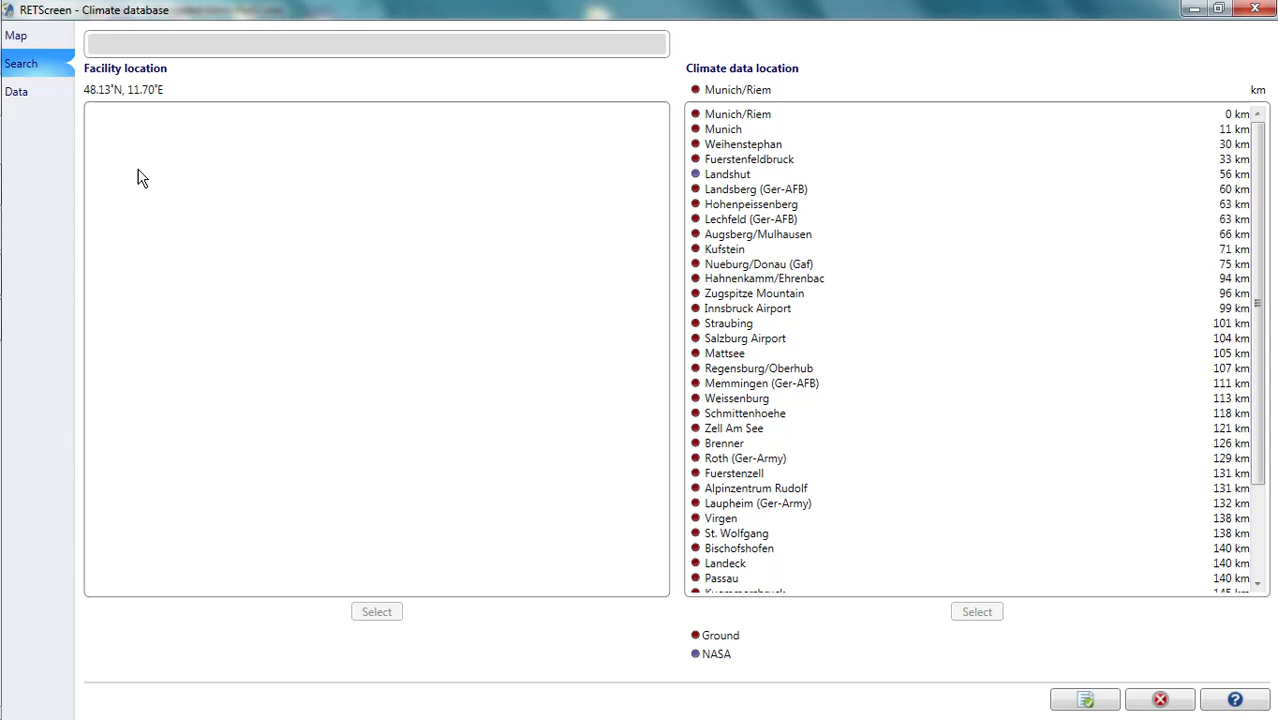 RETScreen - Climate database
Map
Search
Data
Facility location
48.13˚N, 11.70˚E
Select
Climate data location
Munich/Riem km
Munich/Riem 0 km
Munich 11 km
Weihenstephan 30 km
Fuerstenfeldbruck 33 km
Landshut 56 km
Landsberg (Ger-AFB) 60 km
Hohenpeissenberg 63 km
Lechfeld (Ger-AFB) 63 km
Augsberg/Mulhausen 66 km
Kufstein 71 km
Nueburg/Donau (Gaf) 75 km
Hahnenkamm/Ehrenbac 94 km
Zugspitze Mountain 96 km
Innsbruck Airport 99 km
Straubing 101 km
Salzburg Airport 104 km
Mattsee 105 km
Regensburg/Oberhub 107 km
Memmingen (Ger-AFB) 111 km
Weissenburg 113 km
Schmittenhoehe 118 km
Zell Am See 121 km
Brenner 126 km
Roth (Ger-Army) 129 km
Fuerstenzell 131 km
Alpinzentrum Rudolf 131 km
Laupheim (Ger-Army) 132 km
Virgen 138 km
St. Wolfgang 138 km
Bischofshofen 140 km
Landeck 140 km
Passau 140 km
Select
Ground
NASA